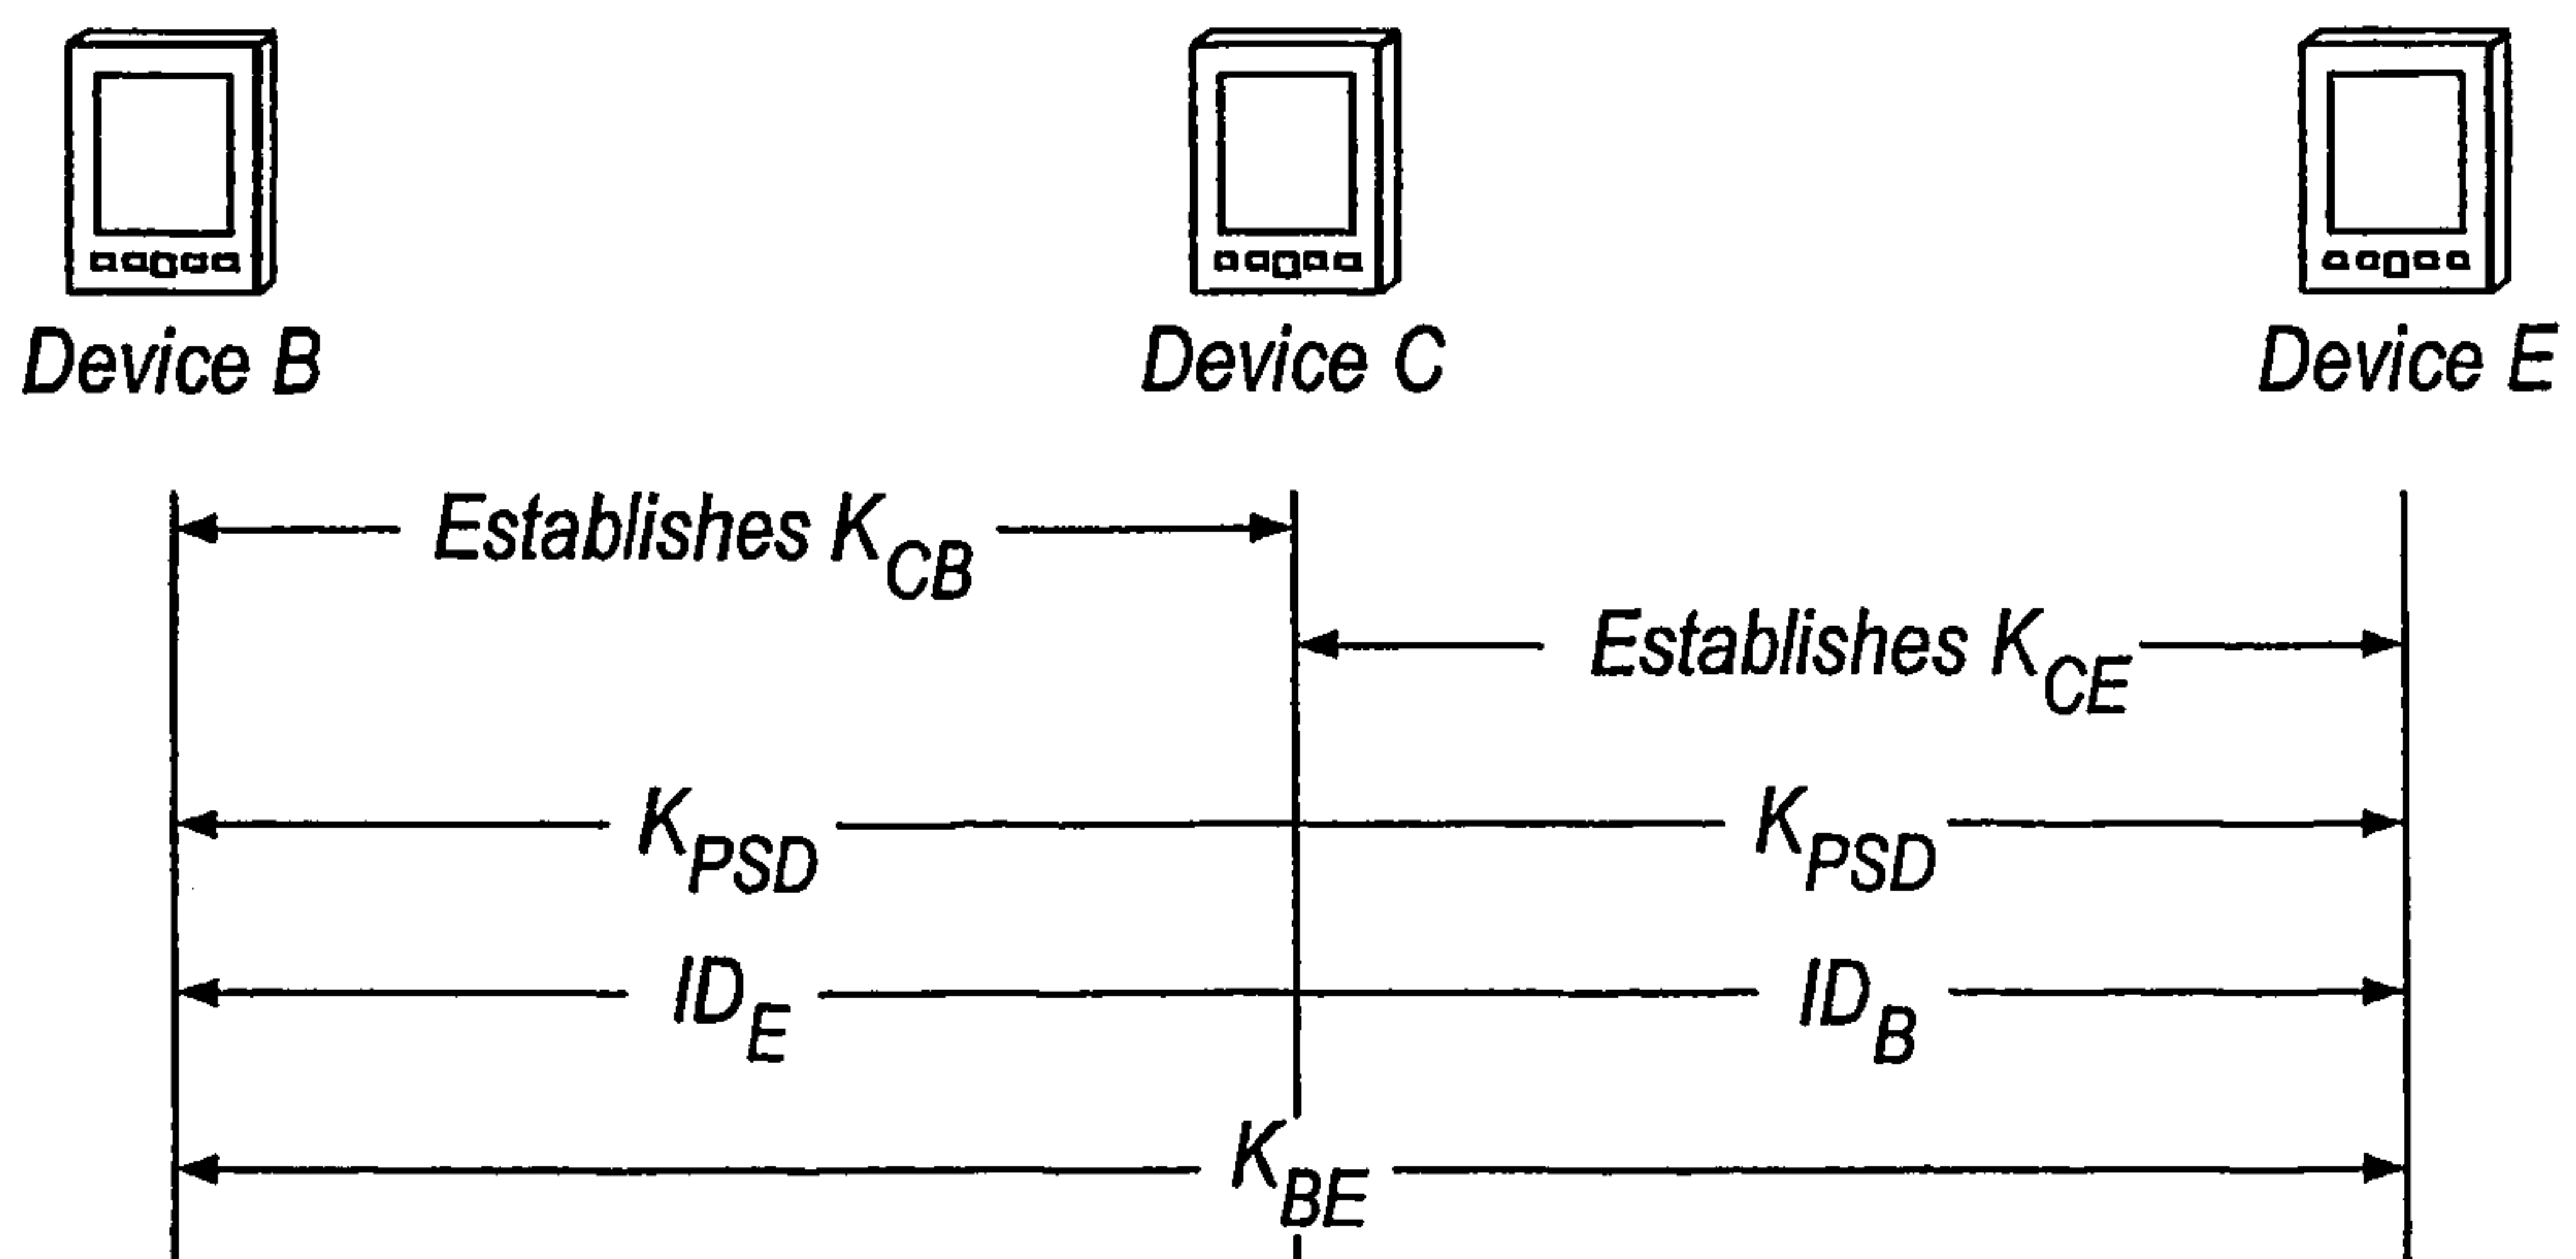 Device B
Device C
Device E
Establishes K_CB
Establishes K_CE
K_PSD
K_PSD
ID_E
ID_B
K_BE